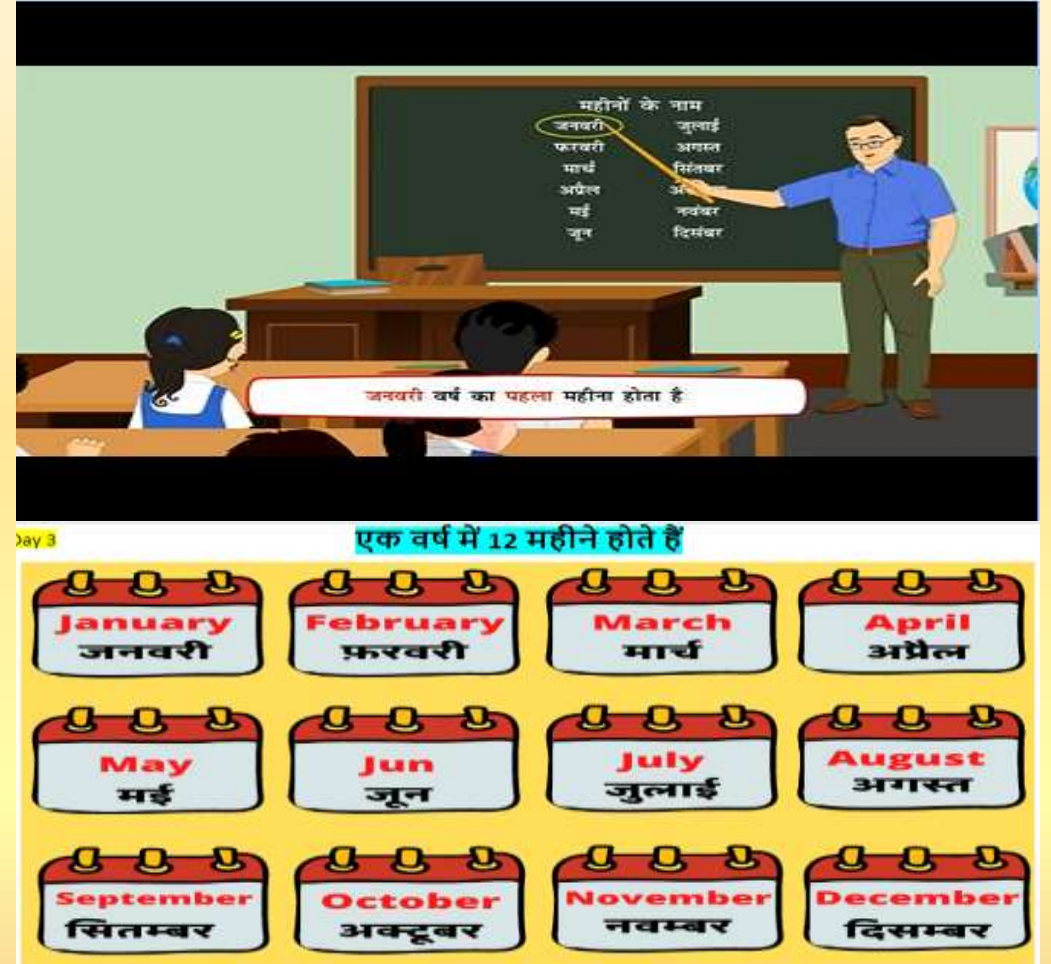 महीनों के नाम
जनवरी जुलाई
फरवरी अगस्त
मार्च सिंतबर
अप्रैल
मई नवंबर
जून दिसंबर
जनवरी वर्ष का पहला महीना होता है
ay 3
एक वर्ष में 12 महीने होते हैं
January February March April
जनवरी फ़रवरी मार्च अप्रैल
May Jun July August
मई जून जुलाई अगस्त
September October November December
सितम्बर अक्टूबर नवम्बर दिसम्बर